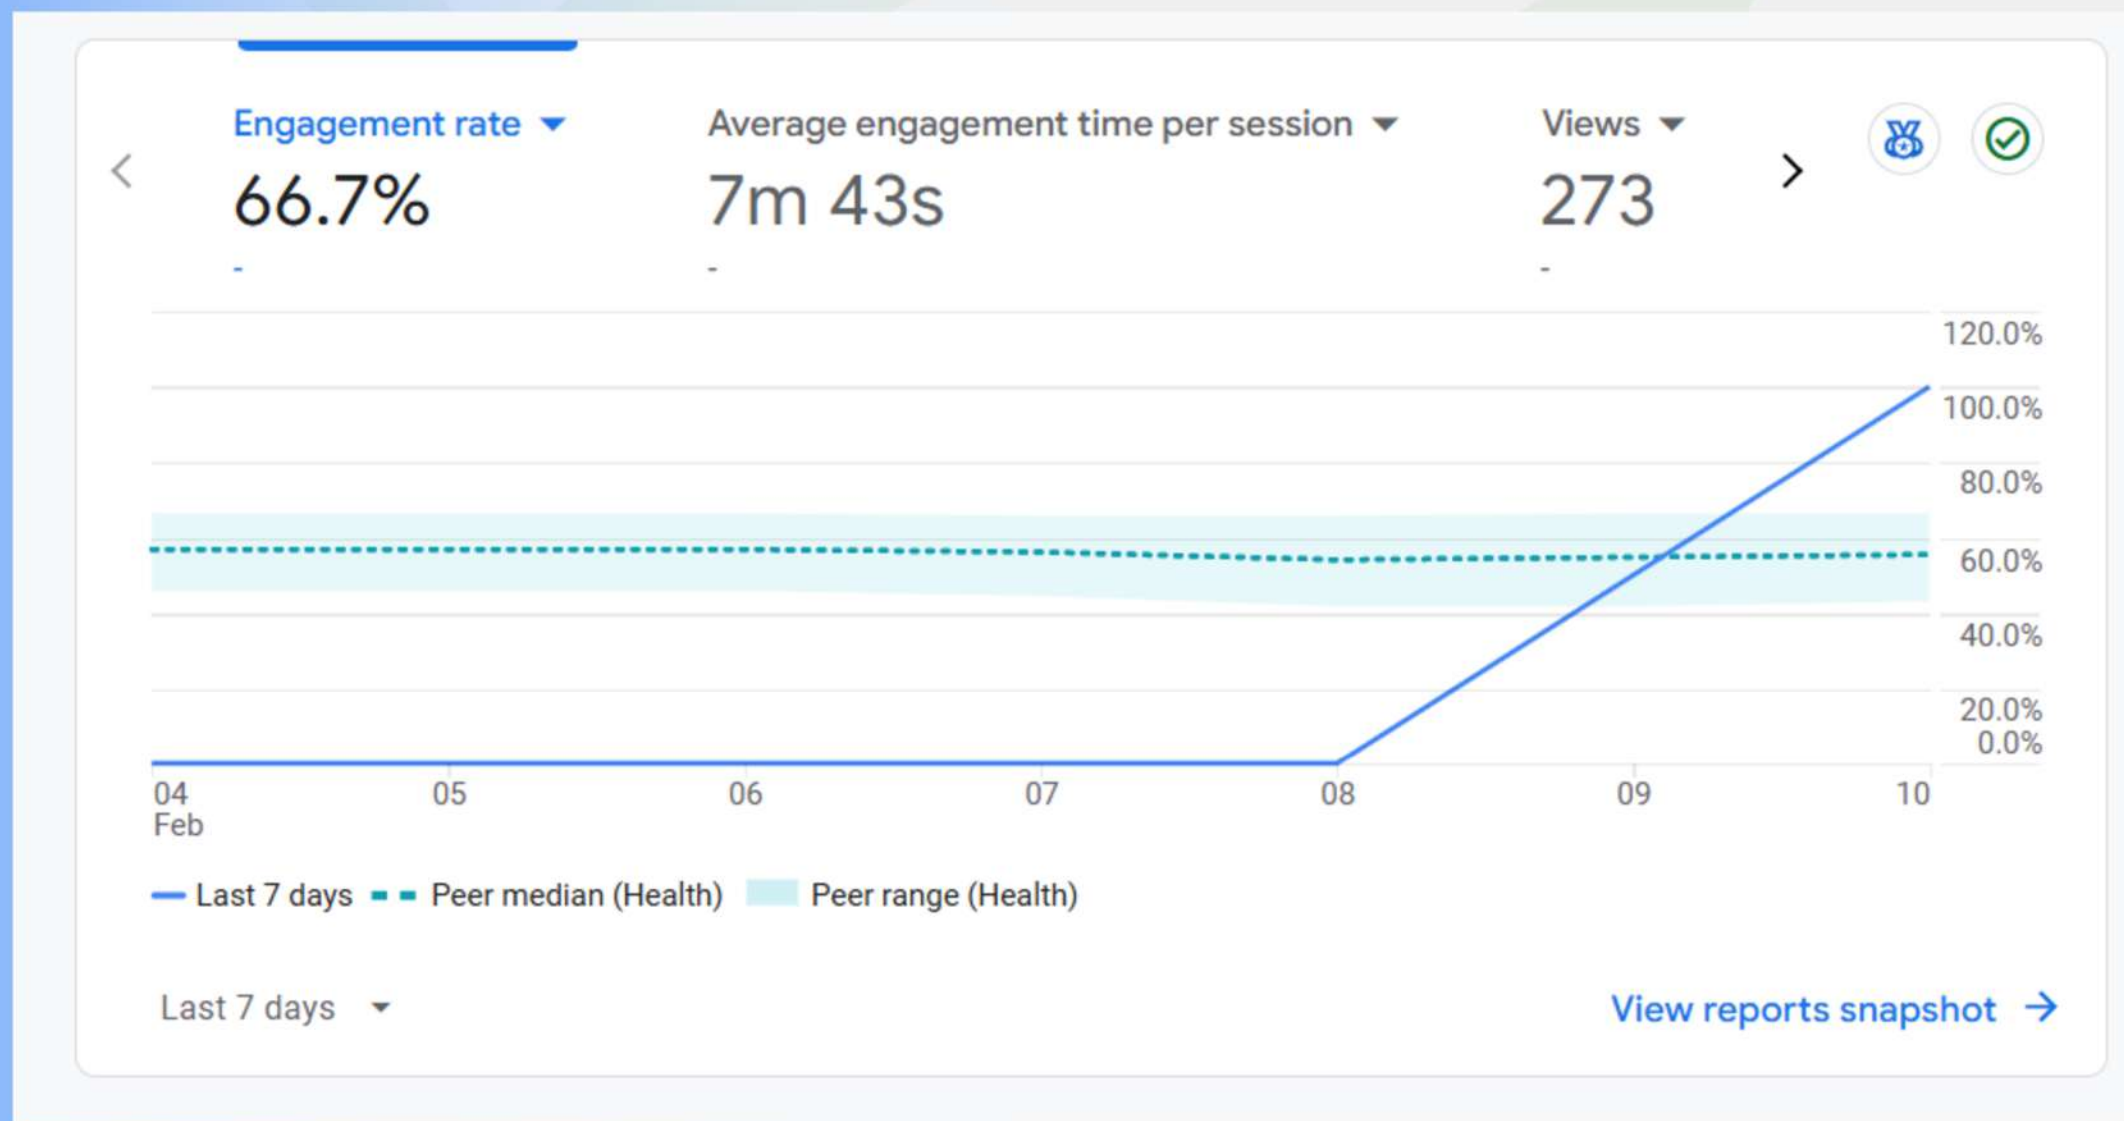 Engagement rate
66.7%
-
Average engagement time per session
7m 43s
-
Views
273
-
120.0%
100.0%
80.0%
60.0%
40.0%
20.0%
0.0%
04
Feb
05
06
07
08
09
10
Last 7 days
Peer median (Health)
Peer range (Health)
Last 7 days
View reports snapshot